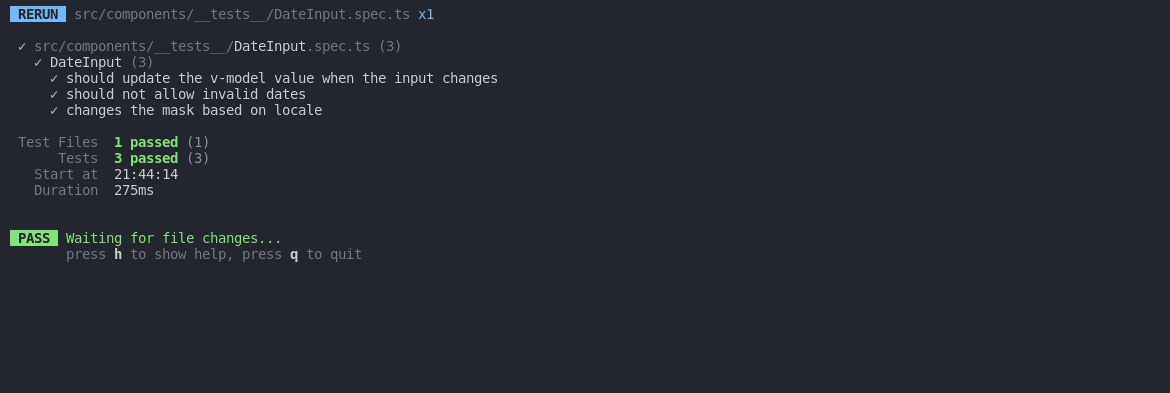 RERUN src/components/__tests__/DateInput.spec.ts x1
✓ src/components/__tests__/DateInput.spec.ts (3)
✓ DateInput (3)
✓ should update the v-model value when the input changes
✓ should not allow invalid dates
✓ changes the mask based on locale
Test Files 1 passed (1)
Tests 3 passed (3)
Start at 21:44:14
Duration 275ms
PASS Waiting for file changes...
press h to show help, press q to quit